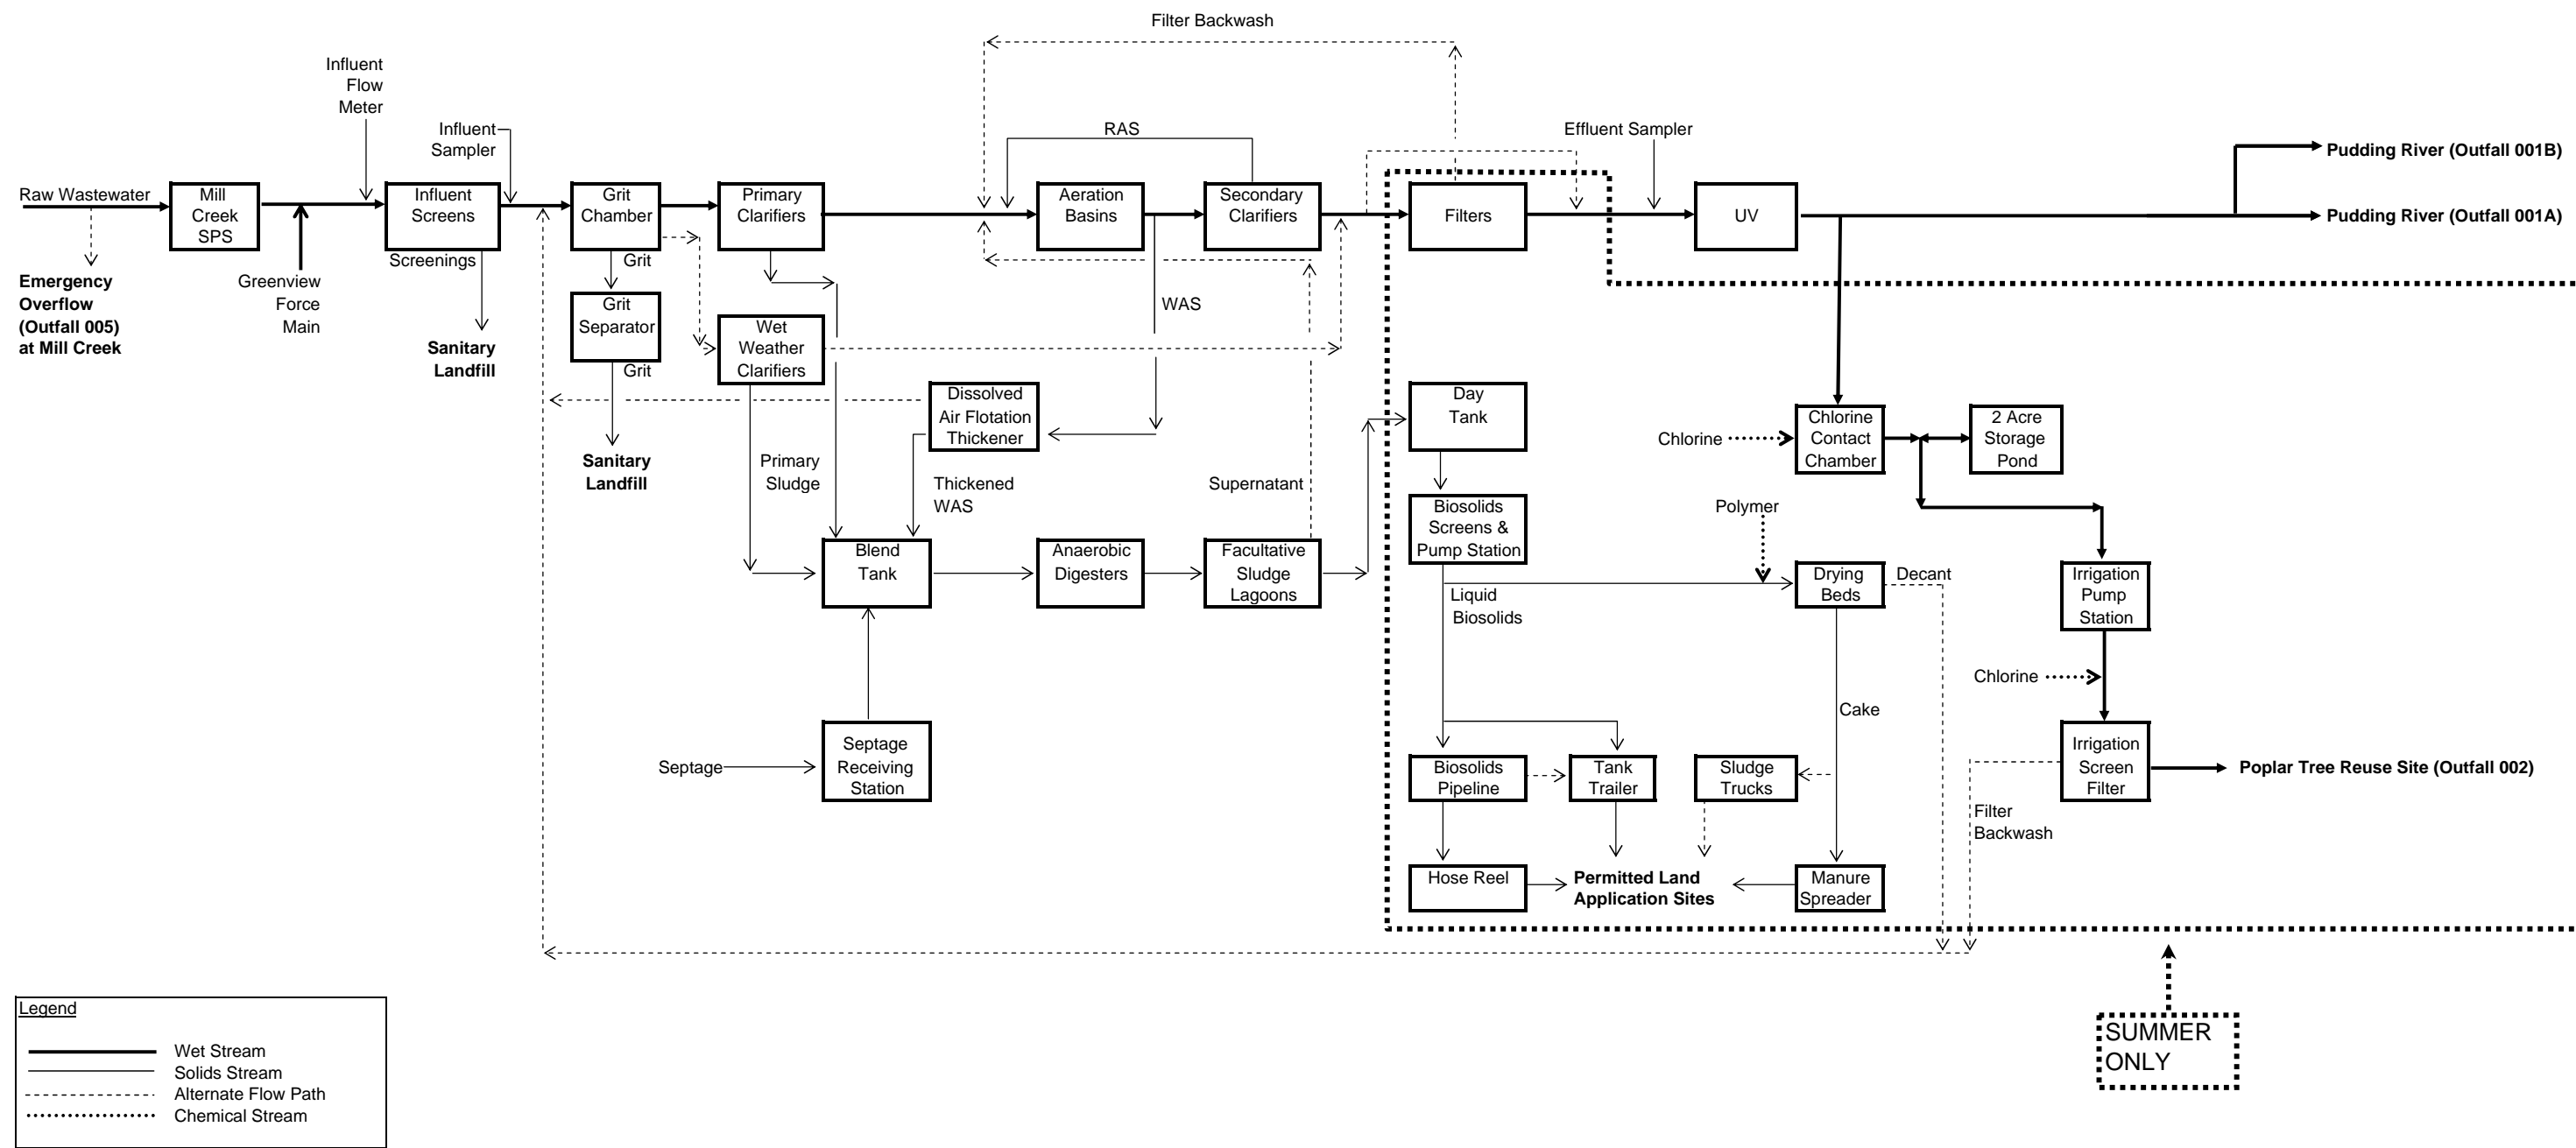 Filter Backwash
Influent
Flow
Meter
Influent
Sampler
RAS
Effluent Sampler
Pudding River (Outfall 001B)
Raw Wastewater
Mill
Creek
SPS
Influent
Screens
Grit
Chamber
Primary
Clarifiers
Aeration
Basins
Secondary
Clarifiers
Filters
UV
Pudding River (Outfall 001A)
Emergency
Overflow
(Outfall 005)
at Mill Creek
Greenview
Force
Main
Screenings
Sanitary
Landfill
Grit
Grit
Separator
Grit
Sanitary
Landfill
Wet
Weather
Clarifiers
WAS
Dissolved
Air Flotation
Thickener
Primary
Sludge
Thickened
WAS
Supernatant
Day
Tank
Chlorine
Chlorine
Contact
Chamber
2 Acre
Storage
Pond
Biosolids
Screens &
Pump Station
Polymer
Blend
Tank
Anaerobic
Digesters
Facultative
Sludge
Lagoons
Liquid
Biosolids
Drying
Beds
Decant
Irrigation
Pump
Station
Chlorine
Cake
Septage
Septage
Receiving
Station
Biosolids
Pipeline
Tank
Trailer
Sludge
Trucks
Irrigation
Screen
Filter
Poplar Tree Reuse Site (Outfall 002)
Filter
Backwash
Hose Reel
Permitted Land
Application Sites
Manure
Spreader
SUMMER
ONLY
Legend
Wet Stream
Solids Stream
Alternate Flow Path
Chemical Stream